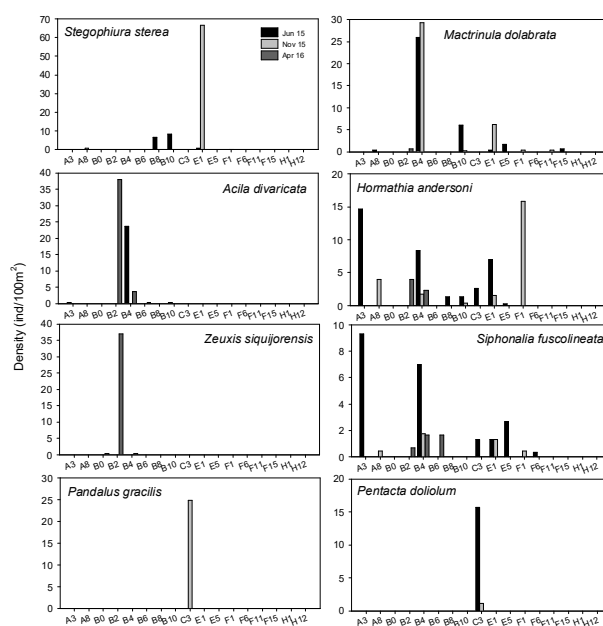 Stegophiura sterea
Jun 15
Nov 15
Apr 16
70
60
50
40
30
20
10
0
A3 A8 B0 B2 B4 B6 B8 B10 C3 E1 E5 F1 F6 F11 F15 H1 H12
Mactrinula dolabrata
30
25
20
15
10
5
0
A3 A8 B0 B2 B4 B6 B8 B10 C3 E1 E5 F1 F6 F11 F15 H1 H12
Acila divaricata
40
35
30
25
20
15
10
5
0
A3 A8 B0 B2 B4 B6 B8 B10 C3 E1 E5 F1 F6 F11 F15 H1 H12
Hormathia andersoni
20
15
10
5
0
A3 A8 B0 B2 B4 B6 B8 B10 C3 E1 E5 F1 F6 F11 F15 H1 H12
Density (ind/100m²)
Zeuxis siquijorensis
40
35
30
25
20
15
10
5
0
A3 A8 B0 B2 B4 B6 B8 B10 C3 E1 E5 F1 F6 F11 F15 H1 H12
Siphonalia fuscolineata
10
8
6
4
2
0
A3 A8 B0 B2 B4 B6 B8 B10 C3 E1 E5 F1 F6 F11 F15 H1 H12
Pandalus gracilis
30
25
20
15
10
5
0
A3 A8 B0 B2 B4 B6 B8 B10 C3 E1 E5 F1 F6 F11 F15 H1 H12
Pentacta doliolum
20
15
10
5
0
A3 A8 B0 B2 B4 B6 B8 B10 C3 E1 E5 F1 F6 F11 F15 H1 H12